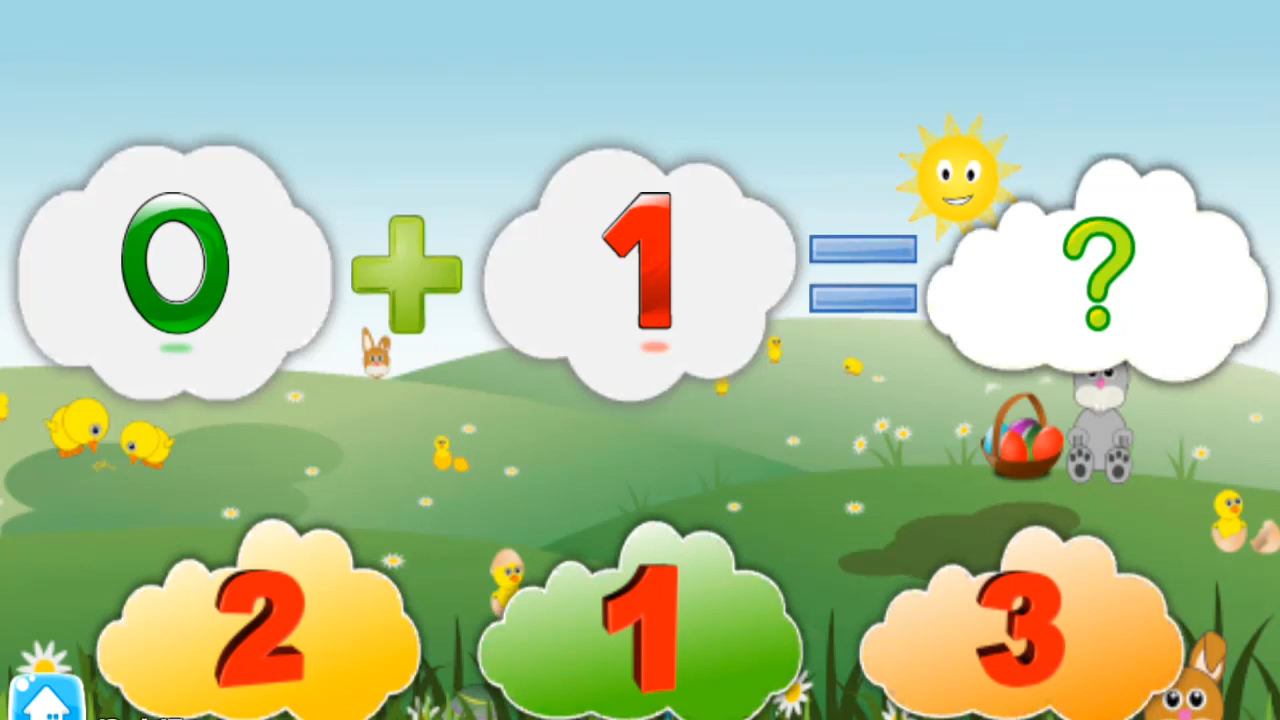 0 + 1 = ?
2 1 3